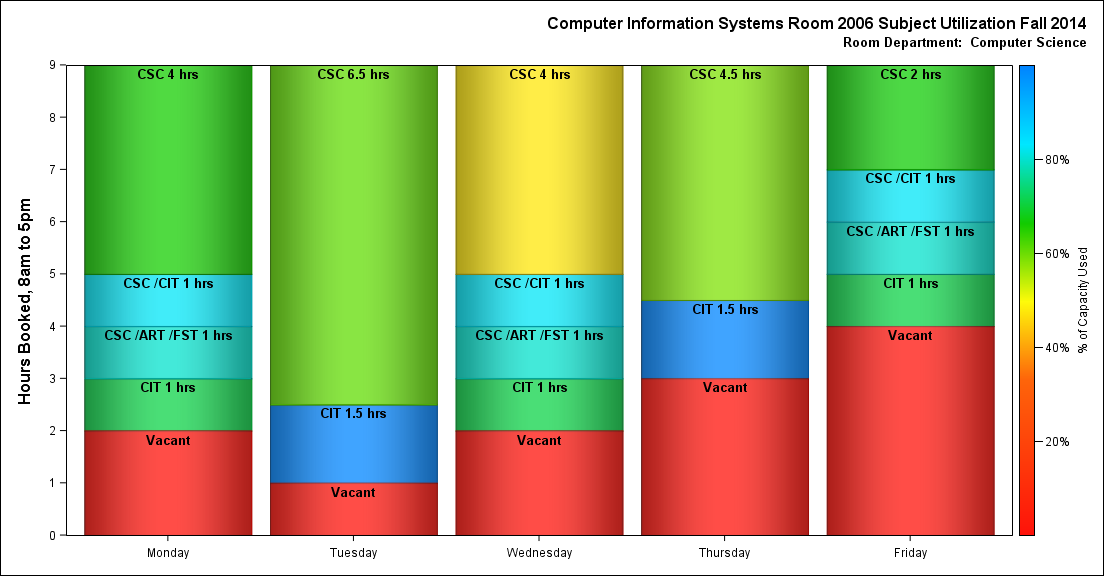 Computer Information Systems Room 2006 Subject Utilization Fall 2014
Room Department:  Computer Science
Hours Booked, 8am to 5pm
9
8
7
6
5
4
3
2
1
0
CSC 4 hrs
CSC /CIT 1 hrs
CSC /ART /FST 1 hrs
CIT 1 hrs
Vacant
CSC 6.5 hrs
CIT 1.5 hrs
Vacant
CSC 4 hrs
CSC /CIT 1 hrs
CSC /ART /FST 1 hrs
CIT 1 hrs
Vacant
CSC 4.5 hrs
CIT 1.5 hrs
Vacant
CSC 2 hrs
CSC /CIT 1 hrs
CSC /ART /FST 1 hrs
CIT 1 hrs
Vacant
Monday
Tuesday
Wednesday
Thursday
Friday
80%
60%
40%
20%
% of Capacity Used